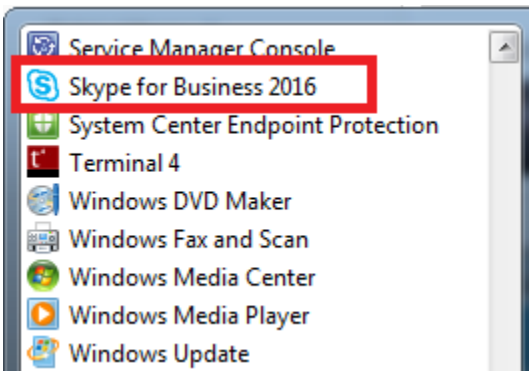 Service Manager Console
Skype for Business 2016
System Center Endpoint Protection
Terminal 4
Windows DVD Maker
Windows Fax and Scan
Windows Media Center
Windows Media Player
Windows Update